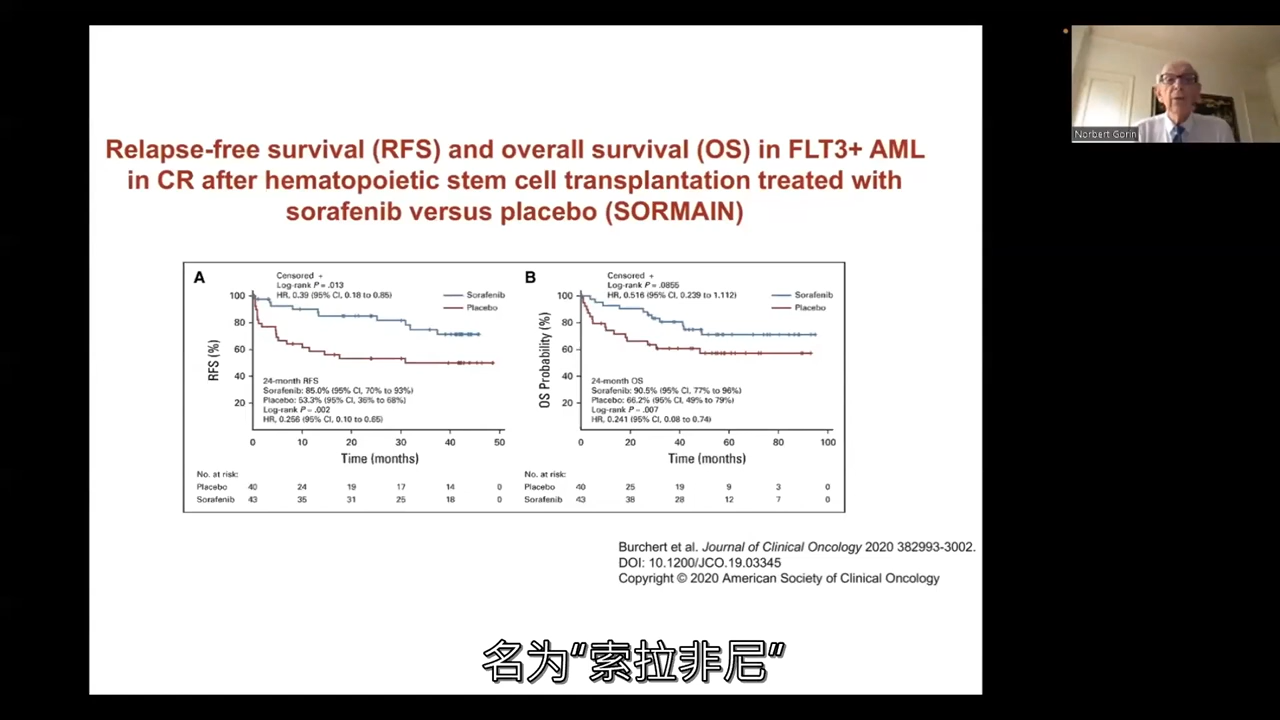 Relapse-free survival (RFS) and overall survival (OS) in FLT3+ AML
in CR after hematopoietic stem cell transplantation treated with
sorafenib versus placebo (SORMAIN)
A
Censored +
Log-rank P = .013
HR, 0.39 (95% CI, 0.18 to 0.85)
Sorafenib
Placebo
RFS (%)
100
80
60
40
20
24-month RFS
Sorafenib: 85.0% (95% CI, 70% to 93%)
Placebo: 53.3% (95% CI, 36% to 68%)
Log-rank P = .002
HR, 0.256 (95% CI, 0.10 to 0.65)
0 10 20 30 40 50
Time (months)
No. at risk:
Placebo 40 24 19 17 14 0
Sorafenib 43 35 31 25 18 0
B
Censored +
Log-rank P = .0855
HR, 0.516 (95% CI, 0.239 to 1.112)
Sorafenib
Placebo
OS Probability (%)
100
80
60
40
20
24-month OS
Sorafenib: 90.5% (95% CI, 77% to 96%)
Placebo: 66.2% (95% CI, 49% to 79%)
Log-rank P = .007
HR, 0.241 (95% CI, 0.08 to 0.74)
0 20 40 60 80 100
Time (months)
No. at risk:
Placebo 40 25 19 9 3 0
Sorafenib 43 38 28 12 7 0
Burchert et al. Journal of Clinical Oncology 2020 382993-3002.
DOI: 10.1200/JCO.19.03345
Copyright © 2020 American Society of Clinical Oncology
名为"索拉非尼"
Norbert Gorin